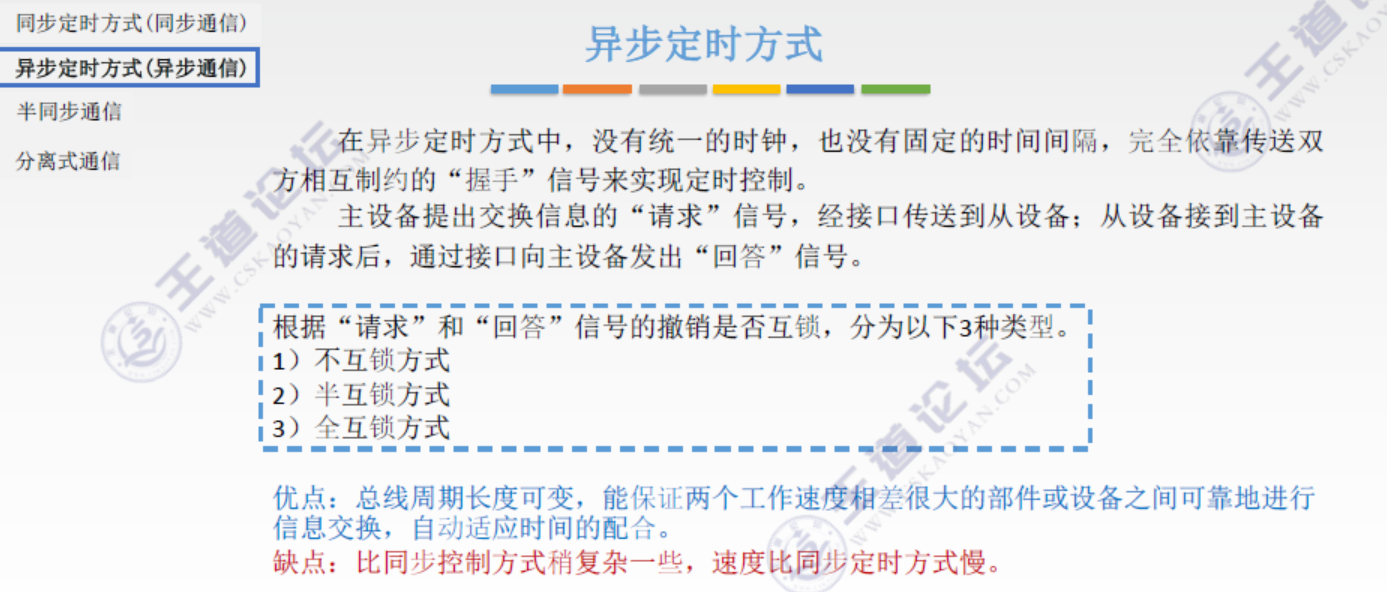 同步定时方式(同步通信)
异步定时方式(异步通信)
半同步通信
分离式通信
异步定时方式
在异步定时方式中，没有统一的时钟，也没有固定的时间间隔，完全依靠传送双
方相互制约的“握手”信号来实现定时控制。
主设备提出交换信息的“请求”信号，经接口传送到从设备；从设备接到主设备
的请求后，通过接口向主设备发出“回答”信号。
根据“请求”和“回答”信号的撤销是否互锁，分为以下3种类型。
1）不互锁方式
2）半互锁方式
3）全互锁方式
优点：总线周期长度可变，能保证两个工作速度相差很大的部件或设备之间可靠地进行
信息交换，自动适应时间的配合。
缺点：比同步控制方式稍复杂一些，速度比同步定时方式慢。
王道论坛
WWW.CSKAOYAN.COM
王道论坛
WWW.CSKAOYAN.COM